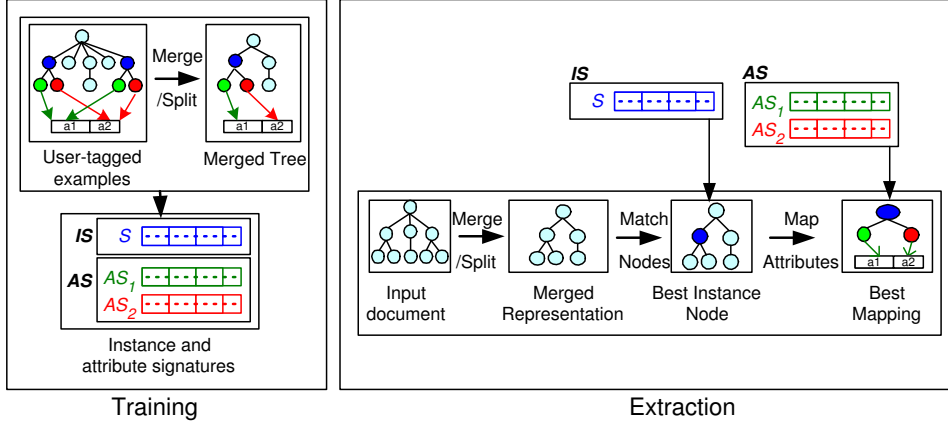 Merge
/Split
a1 a2
a1 a2
User-tagged
examples
Merged Tree
IS
S
AS
AS1
AS2
Instance and
attribute signatures
Training
IS
S
AS
AS1
AS2
Merge
/Split
Match
Nodes
Map
Attributes
a1 a2
Input
document
Merged
Representation
Best Instance
Node
Best
Mapping
Extraction